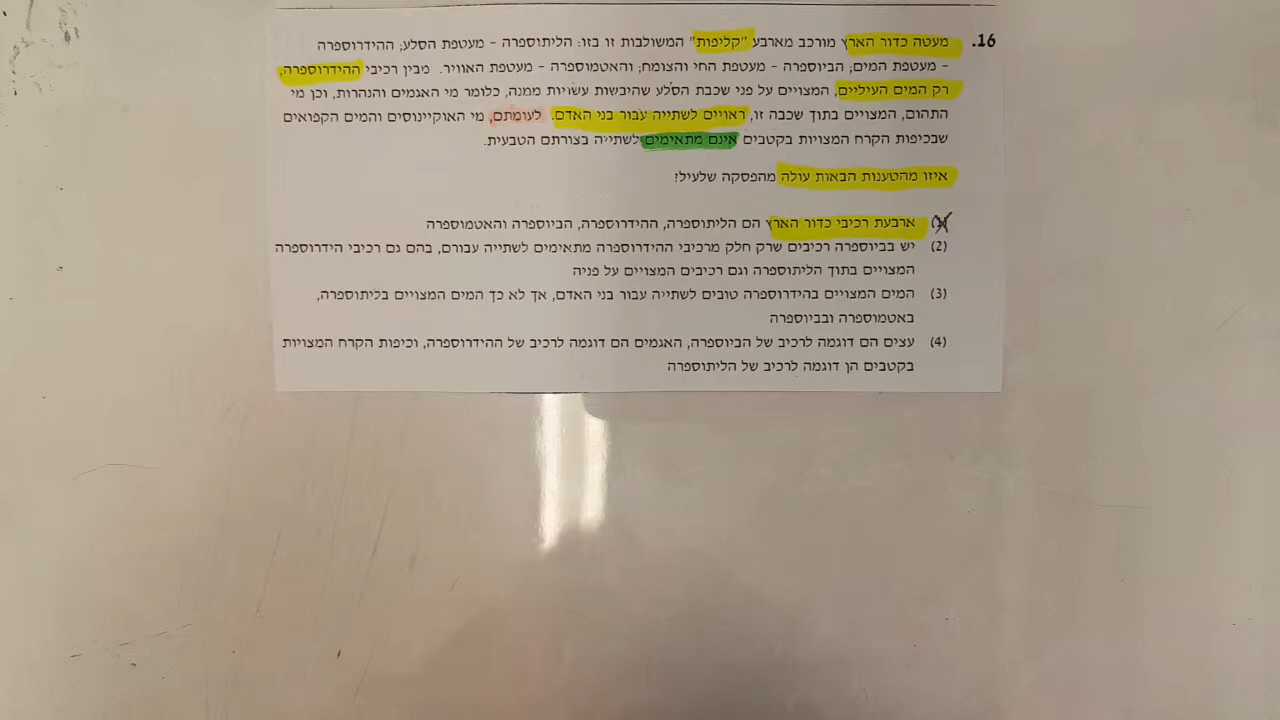 16. מעטה כדור הארץ מורכב מארבע "קליפות" המשולבות זו בזו: הליתוספרה – מעטפת הסלע; ההידרוספרה
– מעטפת המים; הביוספרה – מעטפת החי והצומח; והאטמוספרה – מעטפת האוויר. מבין רכיבי ההידרוספרה,
רק המים העיליים, המצויים על פני שכבת הסלע שהיבשות עשויות ממנה, כלומר מי האגמים והנהרות, וכן מי
התהום, המצויים בתוך שכבה זו, ראויים לשתייה עבור בני האדם. לעומתם, מי האוקיינוסים והמים הקפואים
שבכיפות הקרח המצויות בקטבים אינם מתאימים לשתייה בצורתם הטבעית.
איזו מהטענות הבאות עולה מהפסקה שלעיל?
(1) ארבעת רכיבי כדור הארץ הם הליתוספרה, ההידרוספרה, הביוספרה והאטמוספרה
(2) יש בביוספרה רכיבים שרק חלק מרכיבי ההידרוספרה מתאימים לשתייה עבורם, בהם גם רכיבי הידרוספרה
המצויים בתוך הליתוספרה וגם רכיבים המצויים על פניה
(3) המים המצויים בהידרוספרה טובים לשתייה עבור בני האדם, אך לא כך המים המצויים בליתוספרה,
באטמוספרה ובביוספרה
(4) עצים הם דוגמה לרכיב של הביוספרה, האגמים הם דוגמה לרכיב של ההידרוספרה, וכיפות הקרח המצויות
בקטבים הן דוגמה לרכיב של הליתוספרה